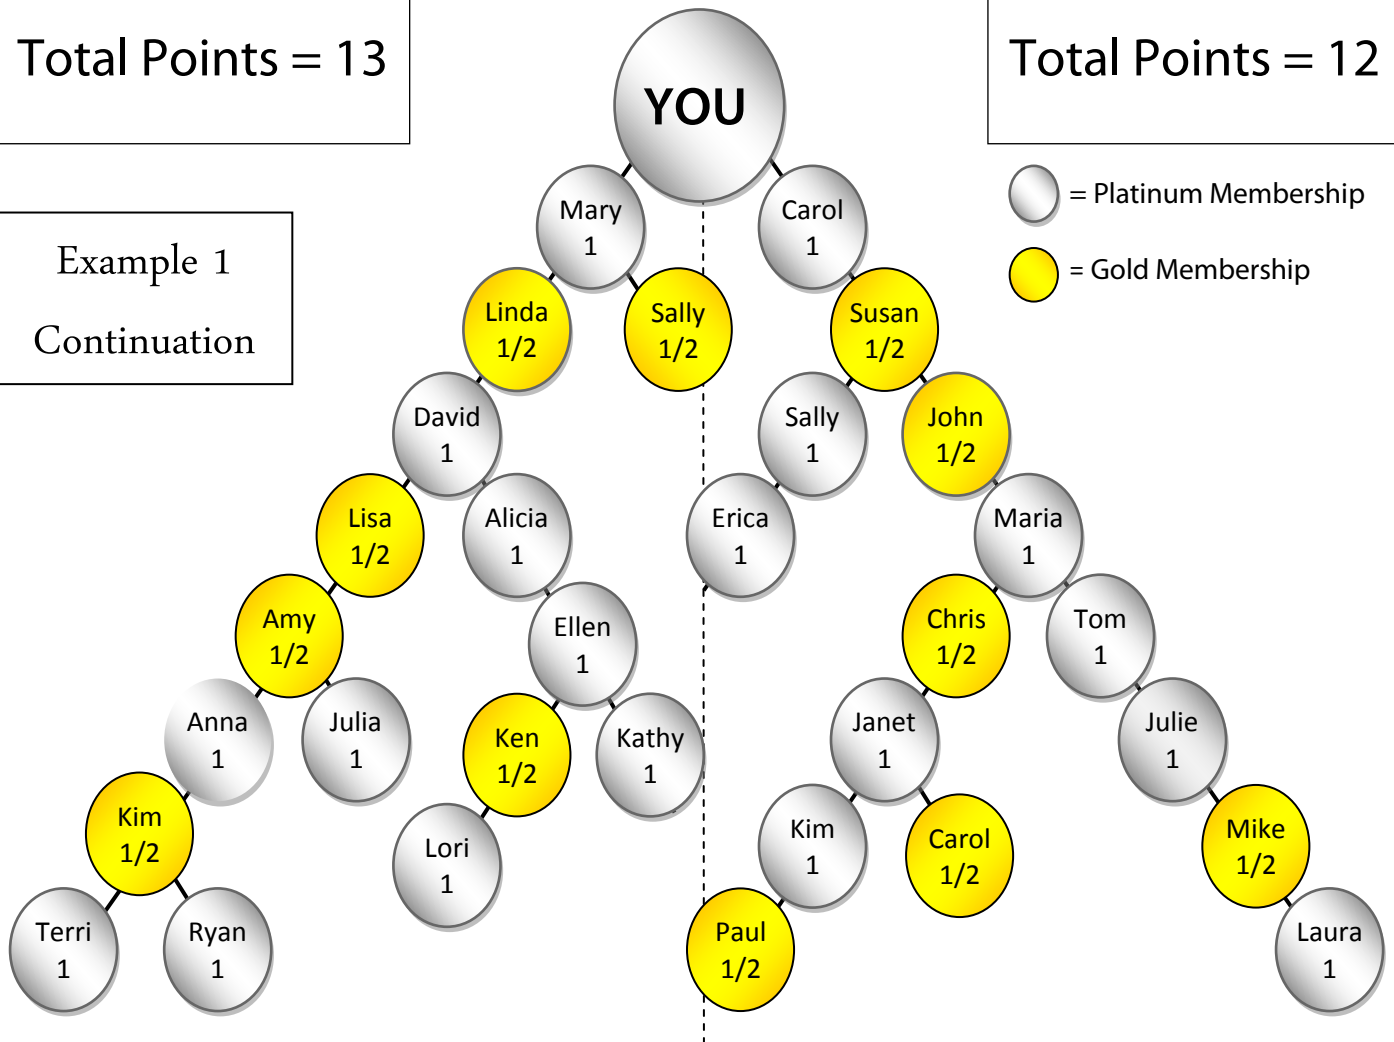 Total Points = 13
Total Points = 12
YOU
= Platinum Membership
= Gold Membership
Example 1
Continuation
Mary
1
Carol
1
Linda
1/2
Sally
1/2
Susan
1/2
David
1
Sally
1
John
1/2
Lisa
1/2
Alicia
1
Erica
1
Maria
1
Amy
1/2
Ellen
1
Chris
1/2
Tom
1
Anna
1
Julia
1
Ken
1/2
Kathy
1
Janet
1
Julie
1
Kim
1/2
Lori
1
Kim
1
Carol
1/2
Mike
1/2
Terri
1
Ryan
1
Paul
1/2
Laura
1